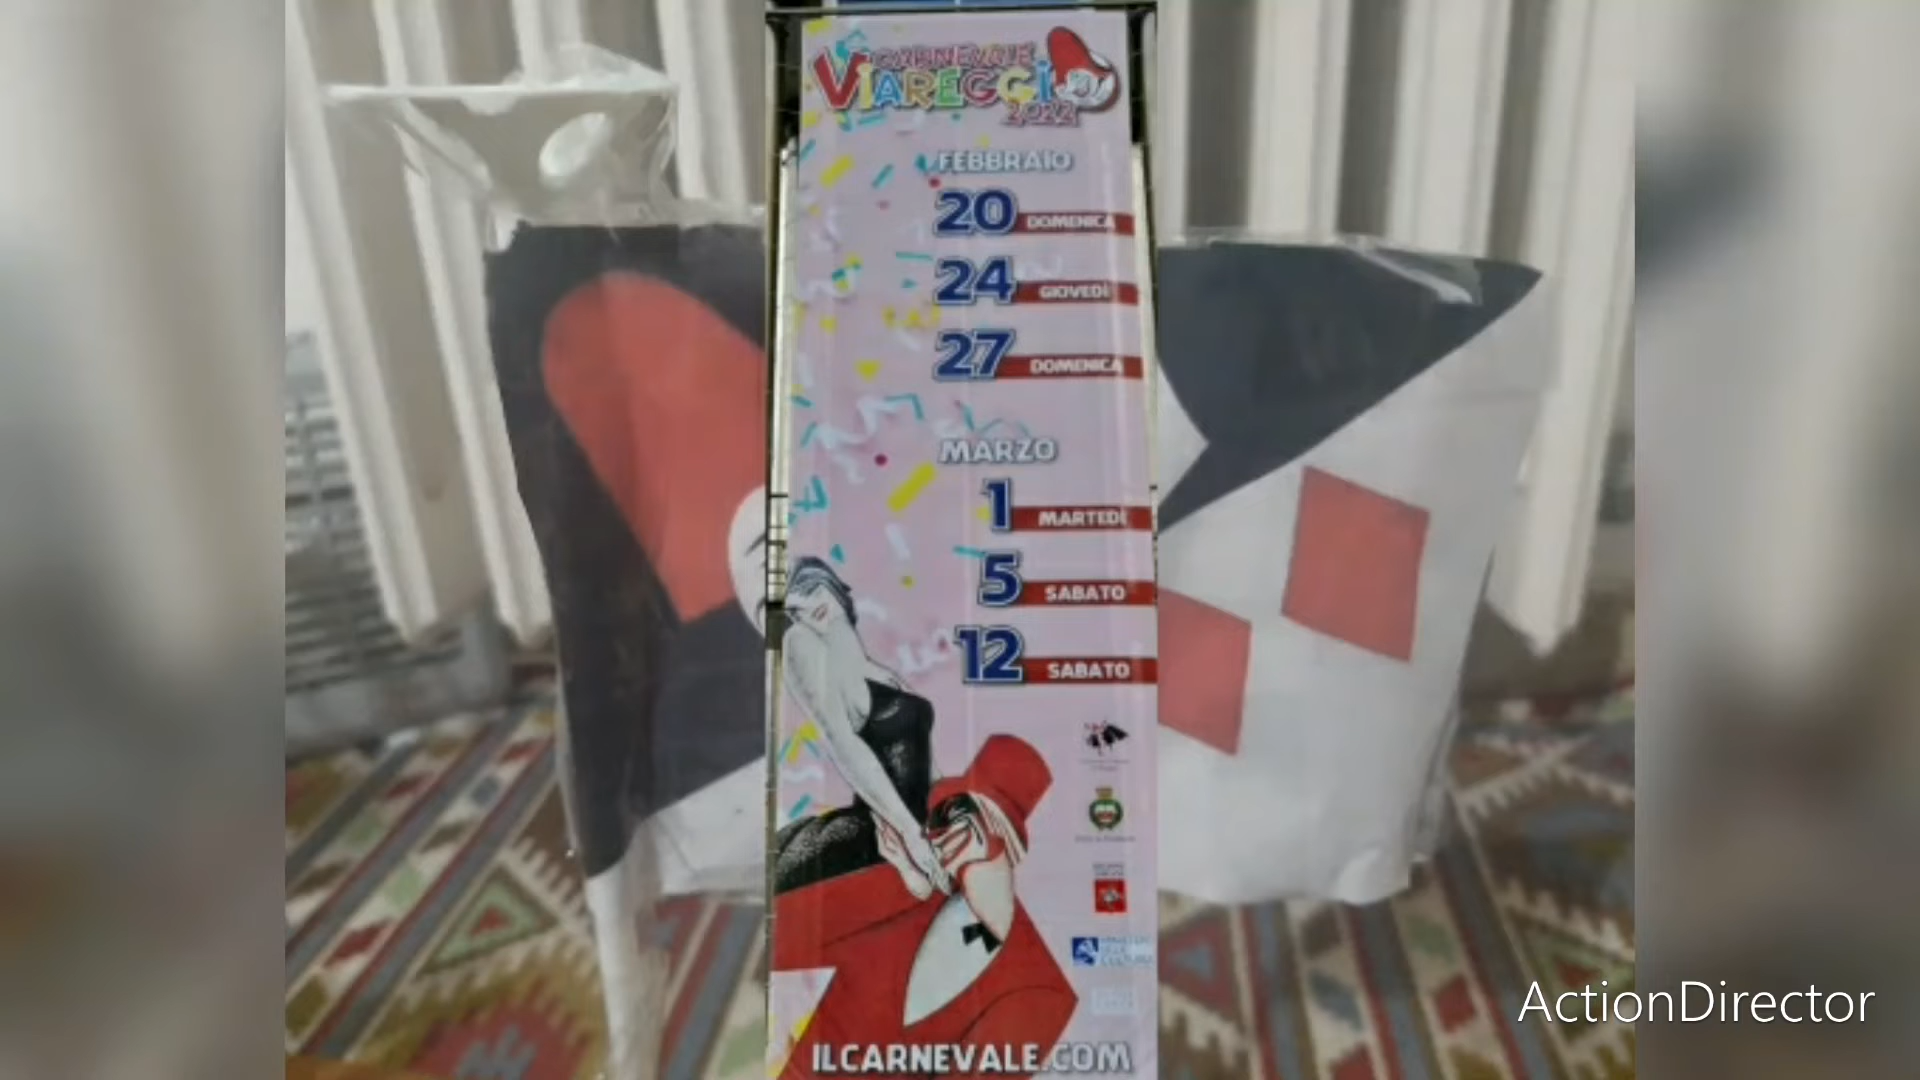 CARNEVALE
VIAREGGIO
2022
FEBBRAIO
20 DOMENICA
24 GIOVEDÌ
27 DOMENICA
MARZO
1 MARTEDÌ
5 SABATO
12 SABATO
ILCARNEVALE.COM
ActionDirector